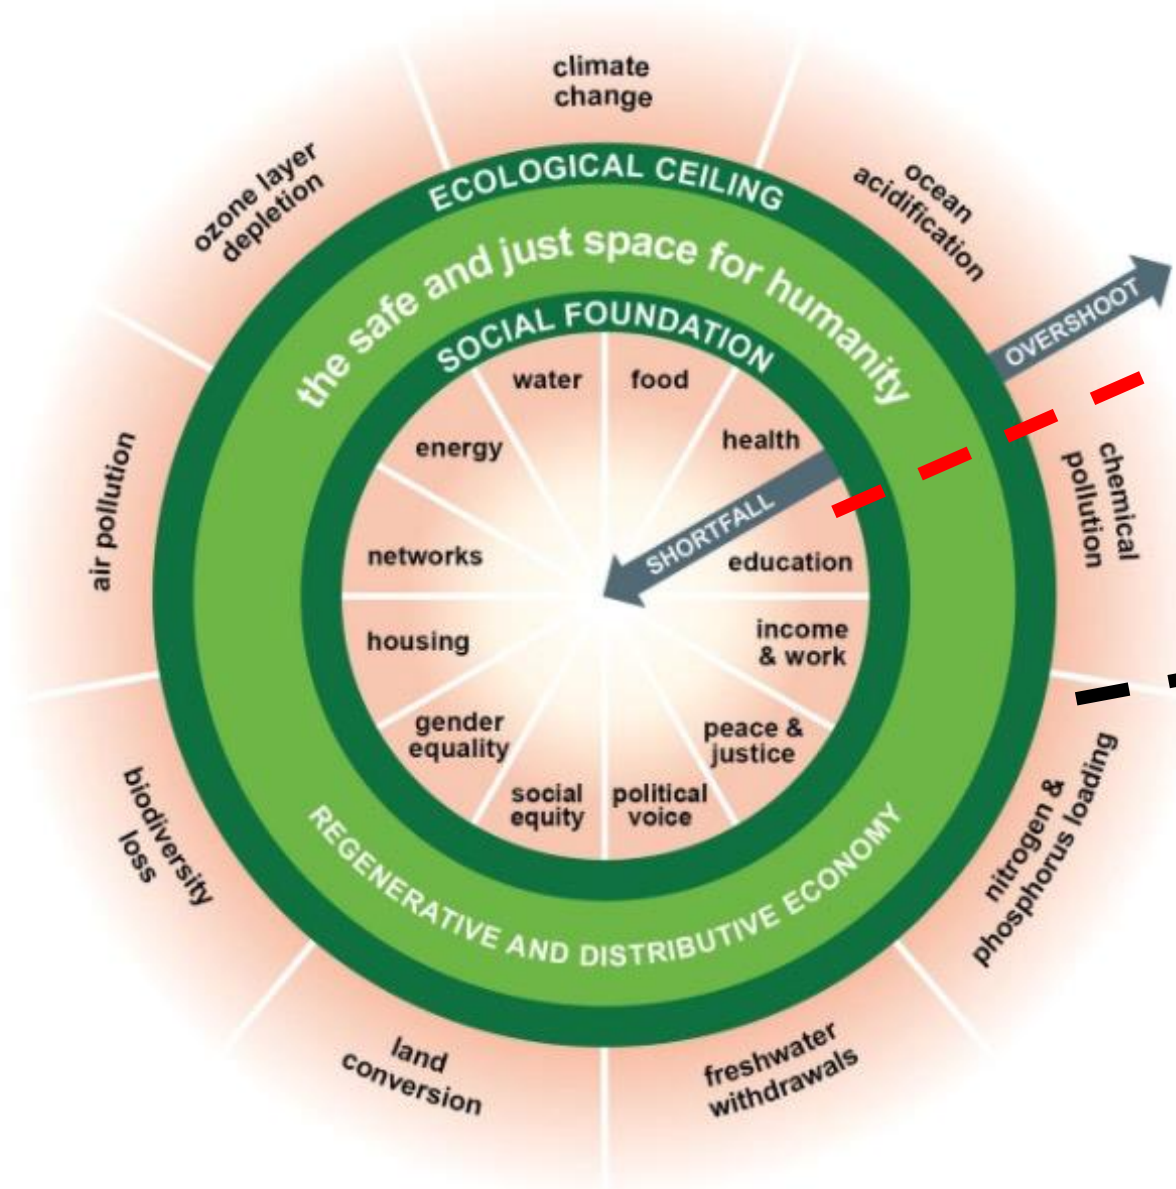 climate
change
ozone layer
depletion
ocean
acidification
ECOLOGICAL CEILING
the safe and just space for humanity
SOCIAL FOUNDATION
OVERSHOOT
water
food
energy
health
air pollution
chemical
pollution
networks
SHORTFALL
education
housing
income
& work
gender
equality
peace &
justice
social
equity
political
voice
biodiversity
loss
nitrogen &
phosphorus loading
REGENERATIVE AND DISTRIBUTIVE ECONOMY
land
conversion
freshwater
withdrawals